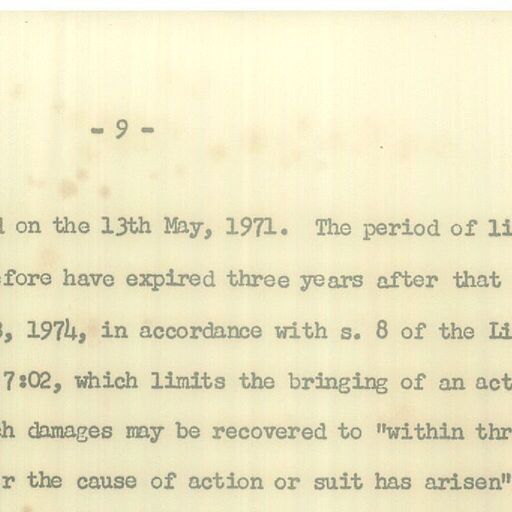 - 9 -
on the 13th May, 1971. The period of li
efore have expired three years after that
, 1974, in accordance with s. 8 of the Li
7:02, which limits the bringing of an act
h damages may be recovered to "within thr
r the cause of action or suit has arisen"